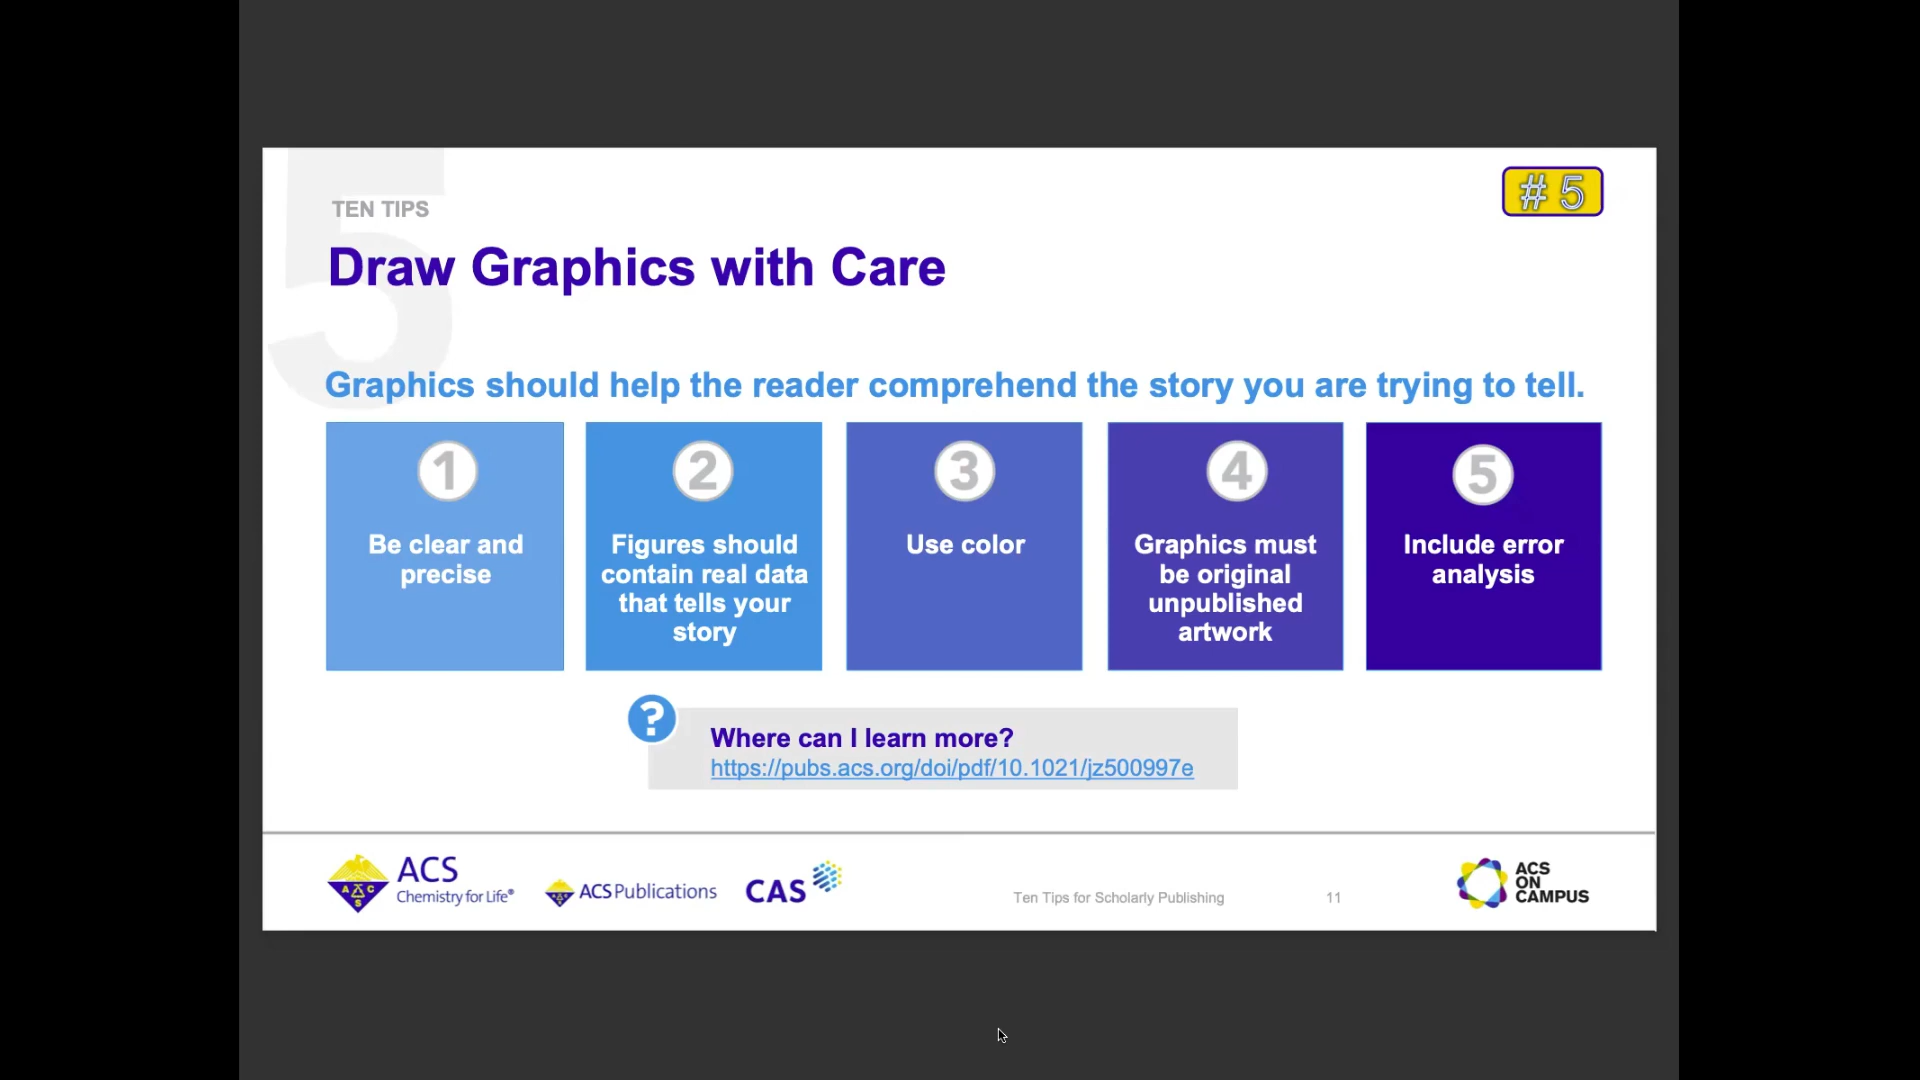 5
# 5
TEN TIPS
Draw Graphics with Care
Graphics should help the reader comprehend the story you are trying to tell.
1
Be clear and
precise
2
Figures should
contain real data
that tells your
story
3
Use color
4
Graphics must
be original
unpublished
artwork
5
Include error
analysis
?
Where can I learn more?
https://pubs.acs.org/doi/pdf/10.1021/jz500997e
A C S
ACS
Chemistry for Life®
ACS Publications
CAS
Ten Tips for Scholarly Publishing
11
ACS
ON
CAMPUS